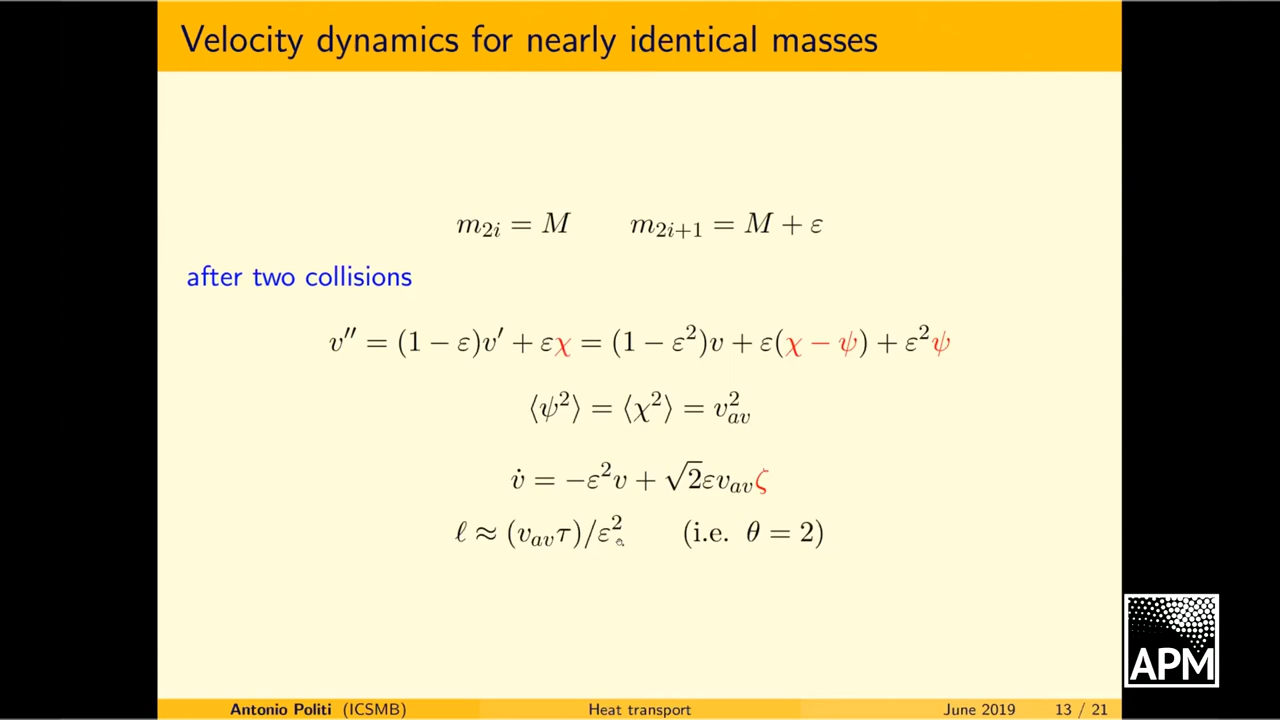 Velocity dynamics for nearly identical masses
m_{2i} = M m_{2i+1} = M + ε
after two collisions
v′′ = (1 − ε)v′ + εχ = (1 − ε²)v + ε(χ − ψ) + ε²ψ
⟨ψ²⟩ = ⟨χ²⟩ = v²_{av}
v̇ = −ε²v + √2εv_{av}ζ
ℓ ≈ (v_{av}τ)/ε² (i.e. θ = 2)
APM
Antonio Politi (ICSMB) Heat transport June 2019 13 / 21